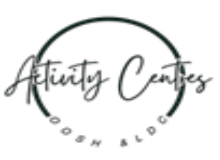 Activity Centres
OOSH & LDC